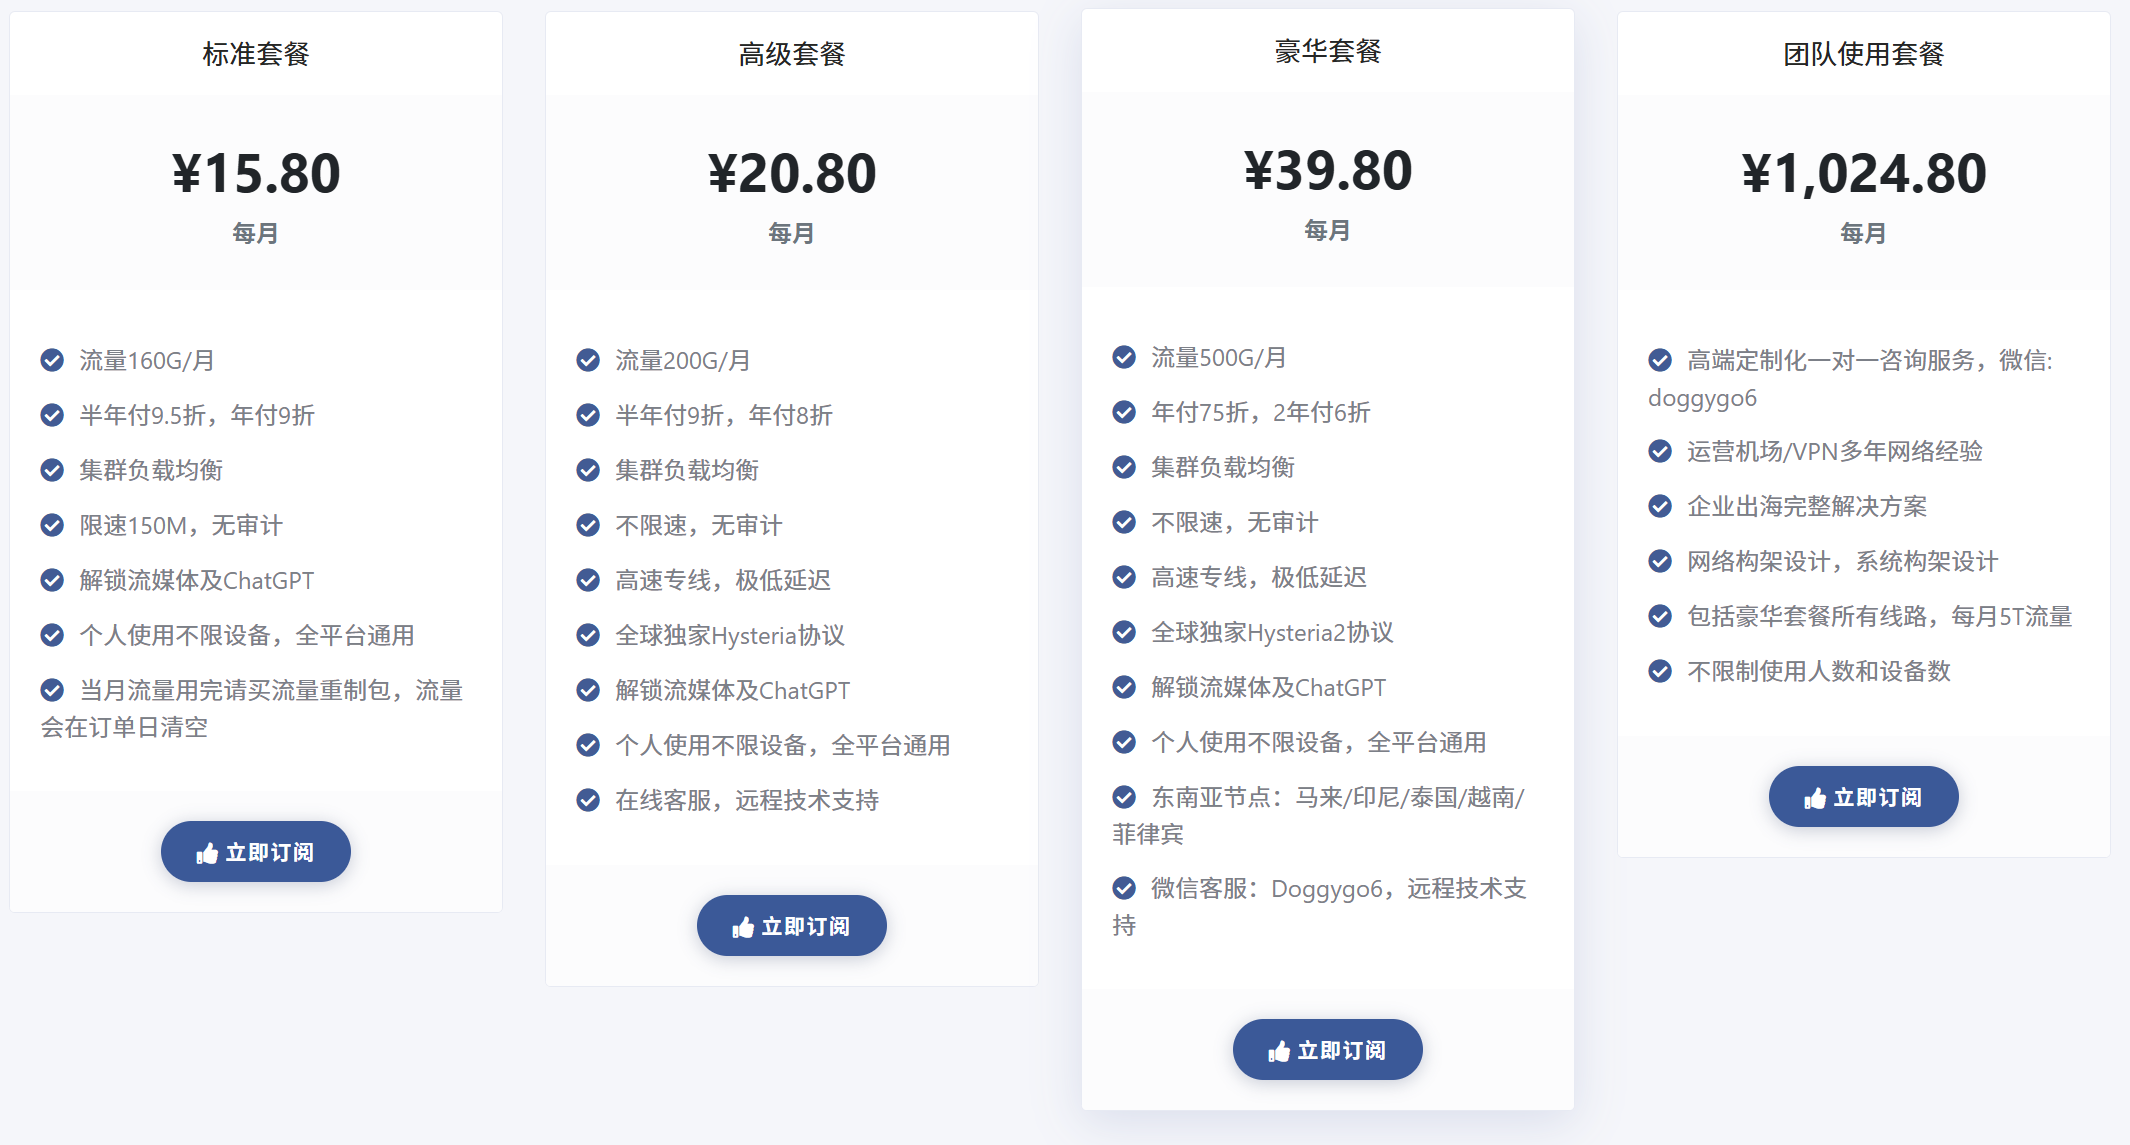 标准套餐
¥15.80
每月
流量160G/月
半年付9.5折，年付9折
集群负载均衡
限速150M，无审计
解锁流媒体及ChatGPT
个人使用不限设备，全平台通用
当月流量用完请买流量重制包，流量
会在订单日清空
立即订阅
高级套餐
¥20.80
每月
流量200G/月
半年付9折，年付8折
集群负载均衡
不限速，无审计
高速专线，极低延迟
全球独家Hysteria协议
解锁流媒体及ChatGPT
个人使用不限设备，全平台通用
在线客服，远程技术支持
立即订阅
豪华套餐
¥39.80
每月
流量500G/月
年付75折，2年付6折
集群负载均衡
不限速，无审计
高速专线，极低延迟
全球独家Hysteria2协议
解锁流媒体及ChatGPT
个人使用不限设备，全平台通用
东南亚节点：马来/印尼/泰国/越南/
菲律宾
微信客服：Doggygo6，远程技术支
持
立即订阅
团队使用套餐
¥1,024.80
每月
高端定制化一对一咨询服务，微信:
doggygo6
运营机场/VPN多年网络经验
企业出海完整解决方案
网络构架设计，系统构架设计
包括豪华套餐所有线路，每月5T流量
不限制使用人数和设备数
立即订阅